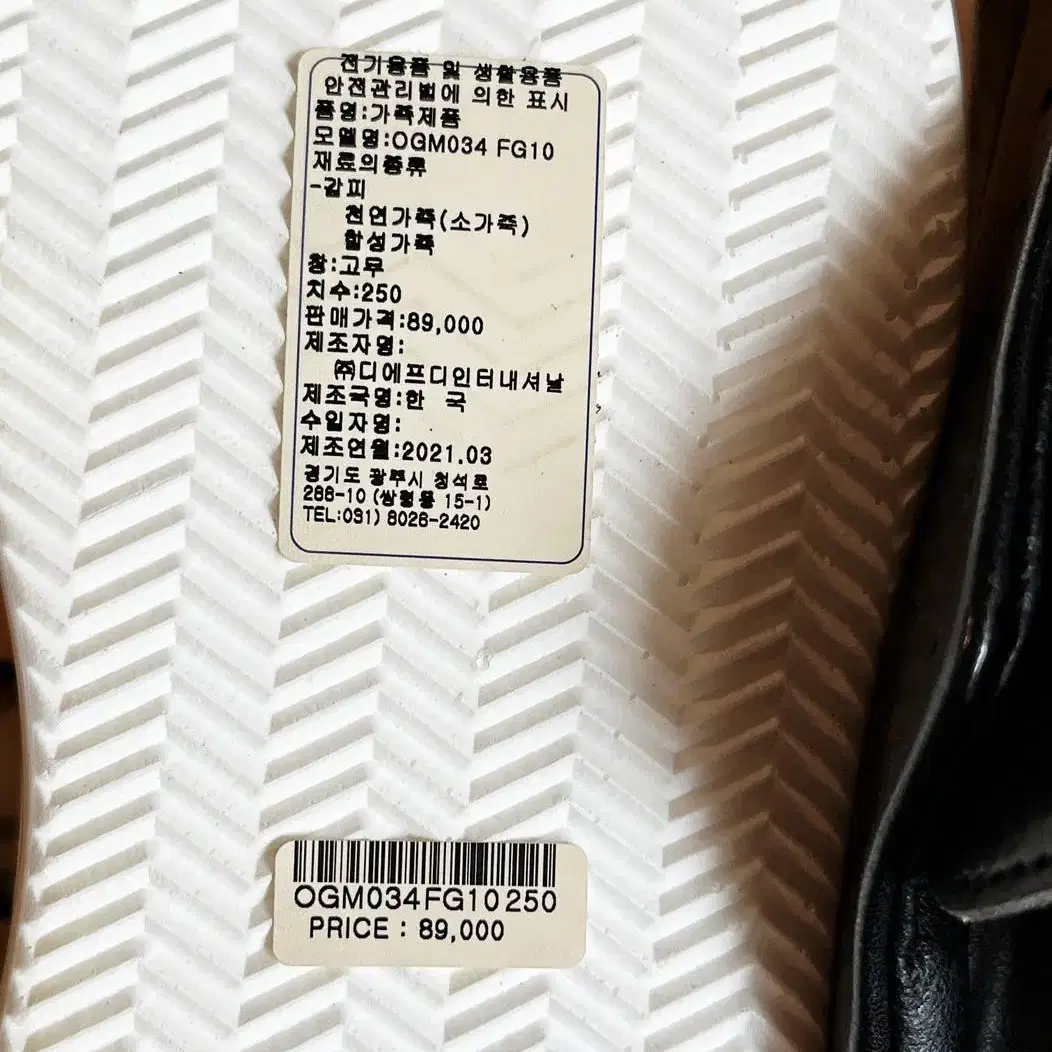 전기용품 및 생활용품
안전관리법에 의한 표시
품명:가죽제품
모델명:OGM034 FG10
재료의종류
-겉피
천연가죽(소가죽)
합성가죽
창:고무
치수:250
판매가격:89,000
제조자명:
㈜디에프디인터내셔날
제조국명:한 국
수입자명:
제조연월:2021.03
경기도 광주시 청석로
288-10 (쌍령동 15-1)
TEL:031) 8026-2420
OGM034FG10250
PRICE : 89,000